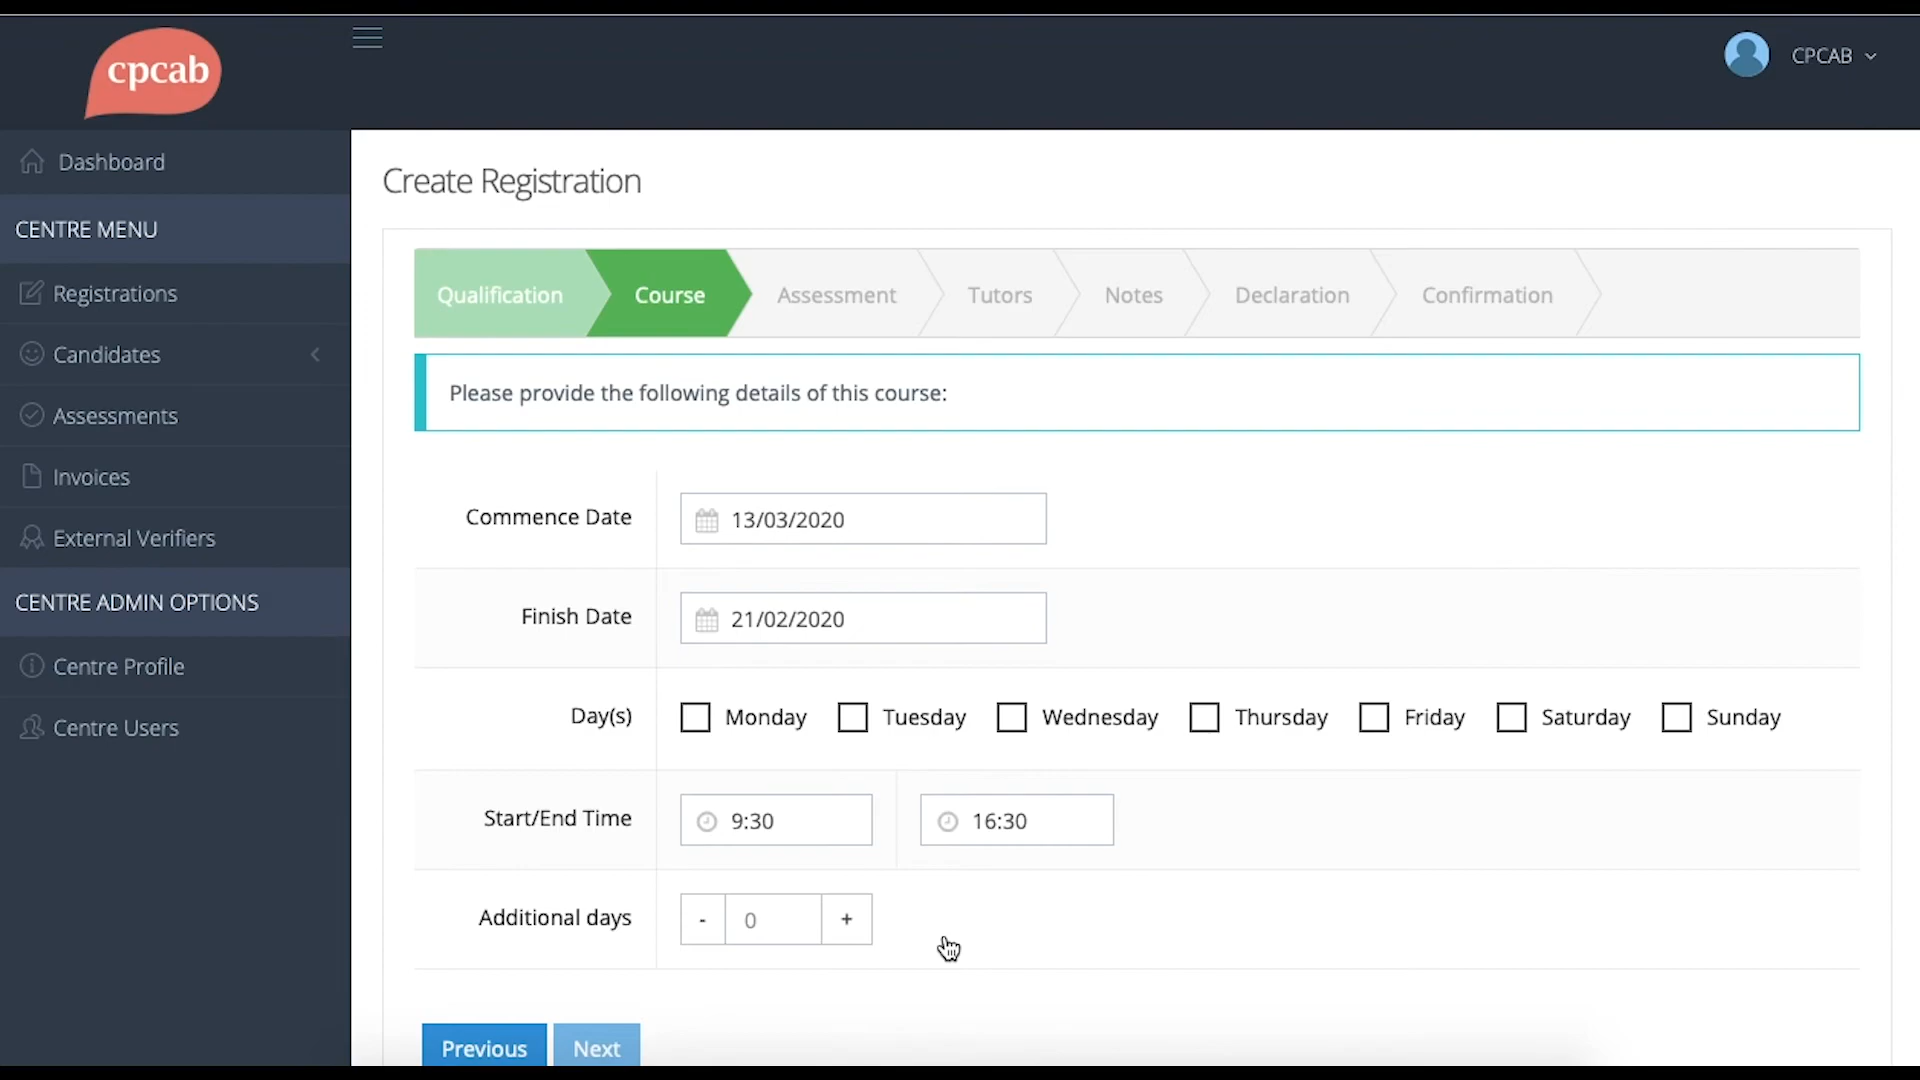 cpcab
CPCAB
Dashboard
CENTRE MENU
Registrations
Candidates
Assessments
Invoices
External Verifiers
CENTRE ADMIN OPTIONS
Centre Profile
Centre Users
Create Registration
Qualification Course Assessment Tutors Notes Declaration Confirmation
Please provide the following details of this course:
Commence Date 13/03/2020
Finish Date 21/02/2020
Day(s) Monday Tuesday Wednesday Thursday Friday Saturday Sunday
Start/End Time 9:30 16:30
Additional days - 0 +
Previous Next